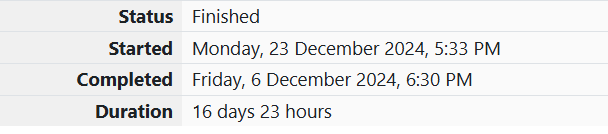 Status Finished
Started Monday, 23 December 2024, 5:33 PM
Completed Friday, 6 December 2024, 6:30 PM
Duration 16 days 23 hours